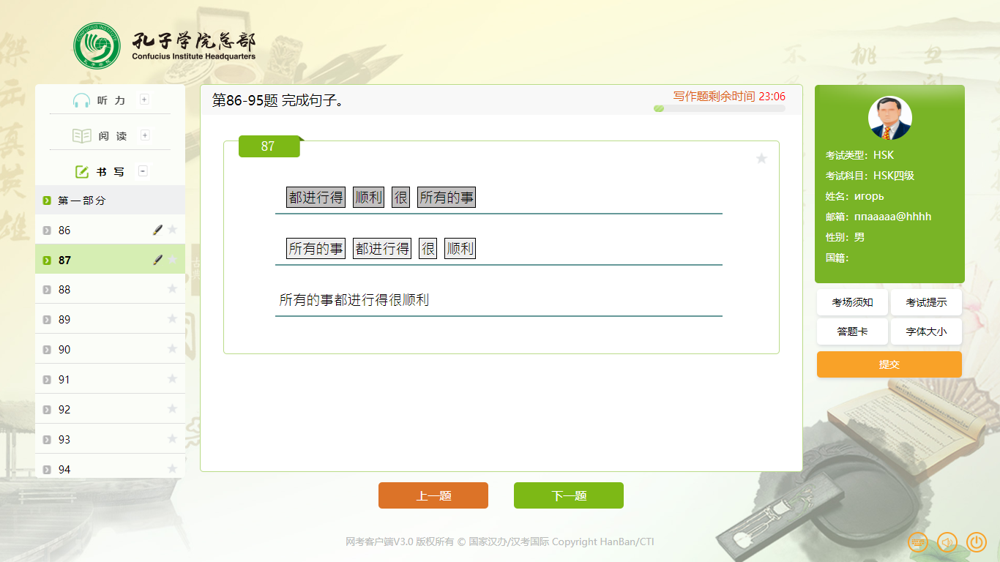 孔子学院总部
Confucius Institute Headquarters
听 力
阅 读
书 写
第一部分
86
87
88
89
90
91
92
93
94
第86-95题 完成句子。
写作题剩余时间 23:06
87
都进行得 顺利 很 所有的事
所有的事 都进行得 很 顺利
所有的事都进行得很顺利
上一题 下一题
考试类型：HSK
考试科目：HSK四级
姓名：игорь
邮箱：ппaaaaa@hhhh
性别：男
国籍：
考场须知 考试提示
答题卡 字体大小
提交
网考客户端V3.0 版权所有 © 国家汉办/汉考国际 Copyright HanBan/CTI